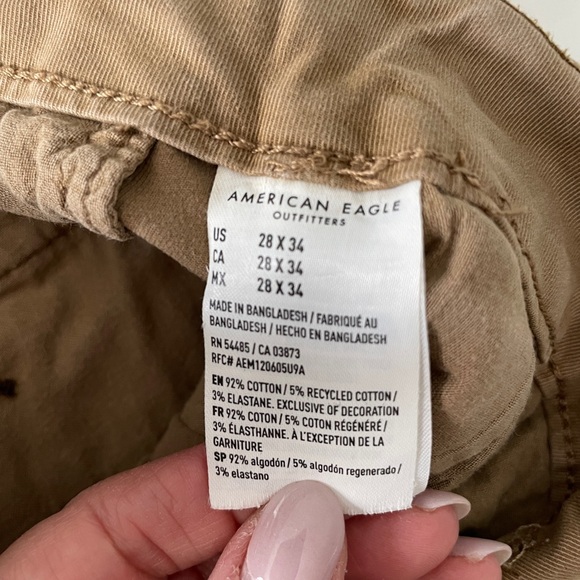 AMERICAN EAGLE
OUTFITTERS
US 28 X 34
CA 28 X 34
MX 28 X 34
MADE IN BANGLADESH / FABRIQUÉ AU
BANGLADESH / HECHO EN BANGLADESH
RN 54485 / CA 03873
RFC# AEM120605U9A
EN 92% COTTON / 5% RECYCLED COTTON /
3% ELASTANE. EXCLUSIVE OF DECORATION
FR 92% COTON / 5% COTON RÉGÉNÉRÉ /
3% ÉLASTHANNE. À L'EXCEPTION DE LA
GARNITURE
SP 92% algodón / 5% algodón regenerado /
3% elastano